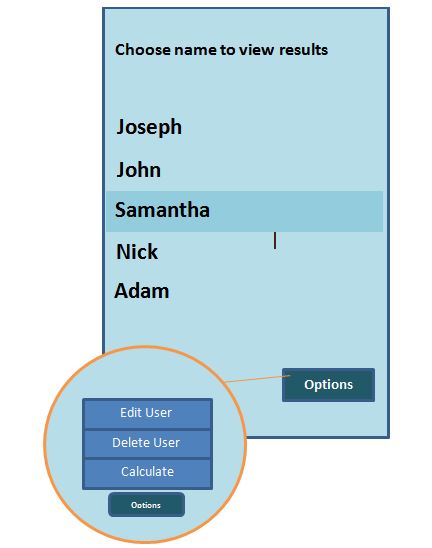 Choose name to view results
Joseph
John
Samantha
Nick
Adam
Options
Edit User
Delete User
Calculate
Options